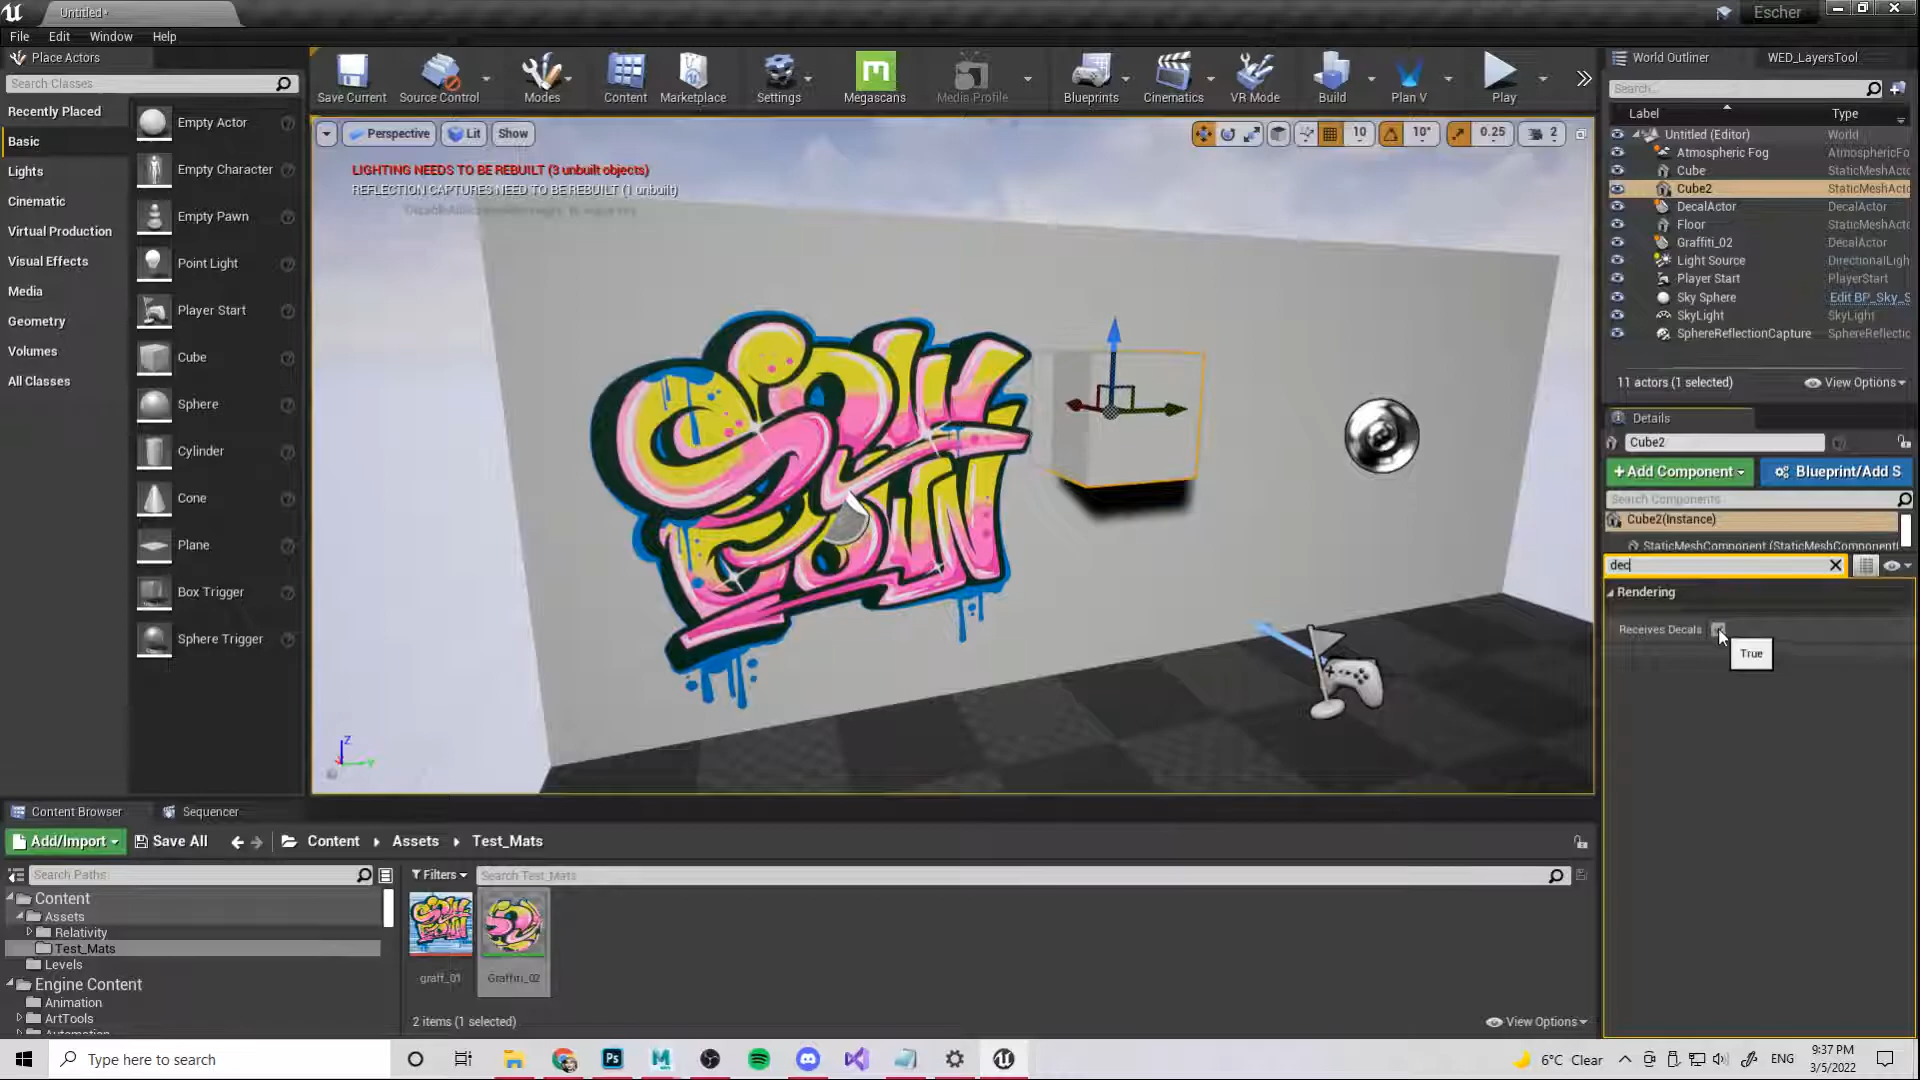 Untitled*
Escher
File Edit Window Help
Place Actors
Search Classes
Recently Placed
Basic
Lights
Cinematic
Virtual Production
Visual Effects
Media
Geometry
Volumes
All Classes
Empty Actor
Empty Character
Empty Pawn
Point Light
Player Start
Cube
Sphere
Cylinder
Cone
Plane
Box Trigger
Sphere Trigger
Save Current Source Control Modes Content Marketplace Settings Megascans Media Profile Blueprints Cinematics VR Mode Build Plan V Play
Perspective Lit Show
10 10° 0.25 2
LIGHTING NEEDS TO BE REBUILT (3 unbuilt objects)
REFLECTION CAPTURES NEED TO BE REBUILT (1 unbuilt)
Z
Y
World Outliner WED_LayersTool
Search...
Label Type
Untitled (Editor) World
Atmospheric Fog AtmosphericFo
Cube StaticMeshActo
Cube2 StaticMeshActo
DecalActor DecalActor
Floor StaticMeshActo
Graffiti_02 DecalActor
Light Source DirectionalLigh
Player Start PlayerStart
Sky Sphere Edit BP_Sky_S
SkyLight SkyLight
SphereReflectionCapture SphereReflectic
11 actors (1 selected) View Options
Details
Cube2
+Add Component Blueprint/Add S
Search Components
Cube2(Instance)
StaticMeshComponent (StaticMeshComponent
dec
Rendering
Receives Decals
True
Content Browser Sequencer
Add/Import Save All Content Assets Test_Mats
Search Paths
Filters Search Test_Mats
Content
Assets
Relativity
Test_Mats
Levels
Engine Content
Animation
ArtTools
Automation
graff_01 Graffiti_02
2 items (1 selected) View Options
Type here to search
Ps
6°C Clear ENG 9:37 PM
3/5/2022